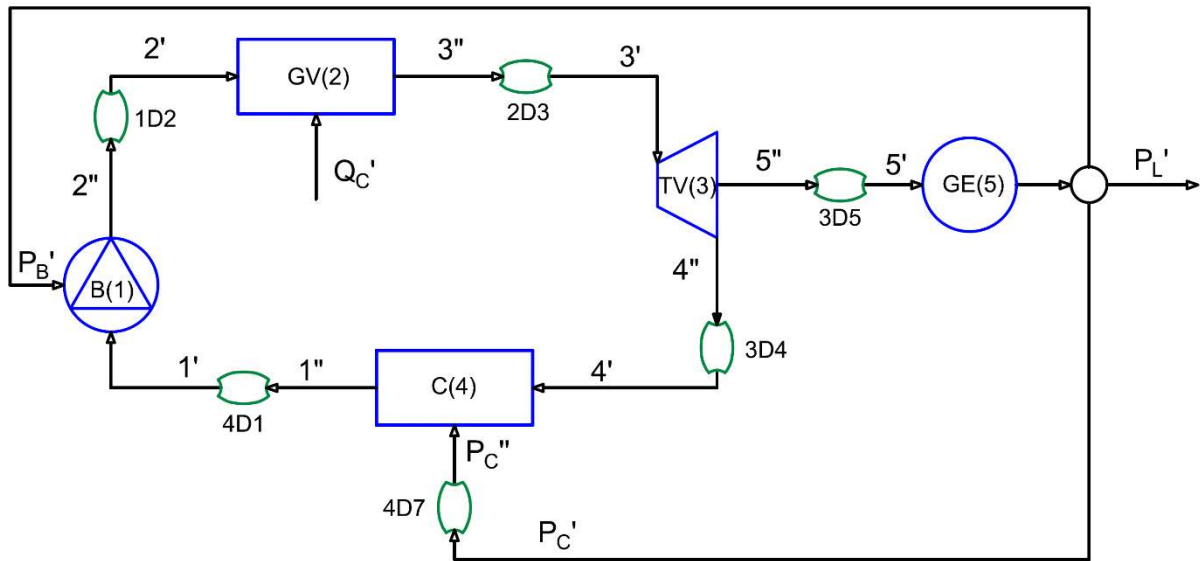 2'
GV(2)
3"
3'
1D2
2D3
Q_C'
2"
TV(3)
5"
5'
GE(5)
P_L'
3D5
P_B'
B(1)
4"
3D4
1'
1"
C(4)
4'
4D1
P_C"
4D7
P_C'